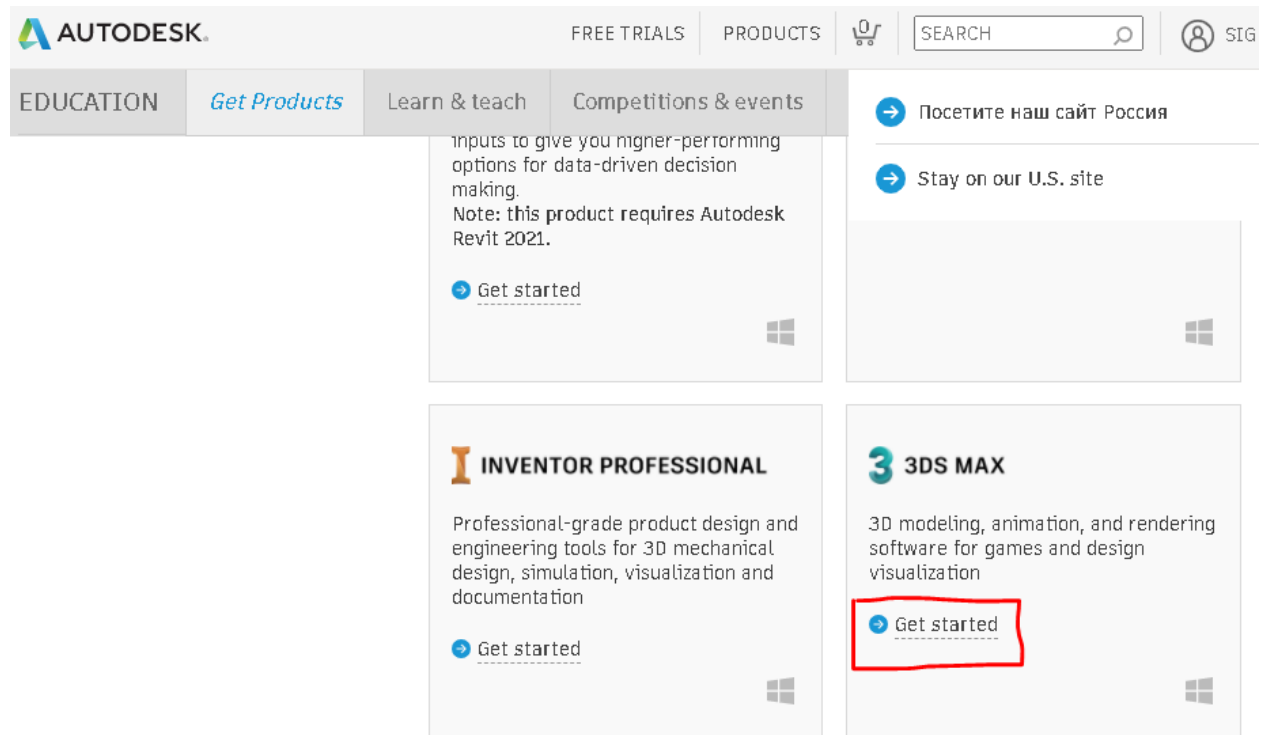 AUTODESK.
FREE TRIALS
PRODUCTS
0
SEARCH
SIG
EDUCATION
Get Products
Learn & teach
Competitions & events
Посетите наш сайт Россия
Stay on our U.S. site
inputs to give you higher-performing
options for data-driven decision
making.
Note: this product requires Autodesk
Revit 2021.
Get started
INVENTOR PROFESSIONAL
Professional-grade product design and
engineering tools for 3D mechanical
design, simulation, visualization and
documentation
Get started
3DS MAX
3D modeling, animation, and rendering
software for games and design
visualization
Get started